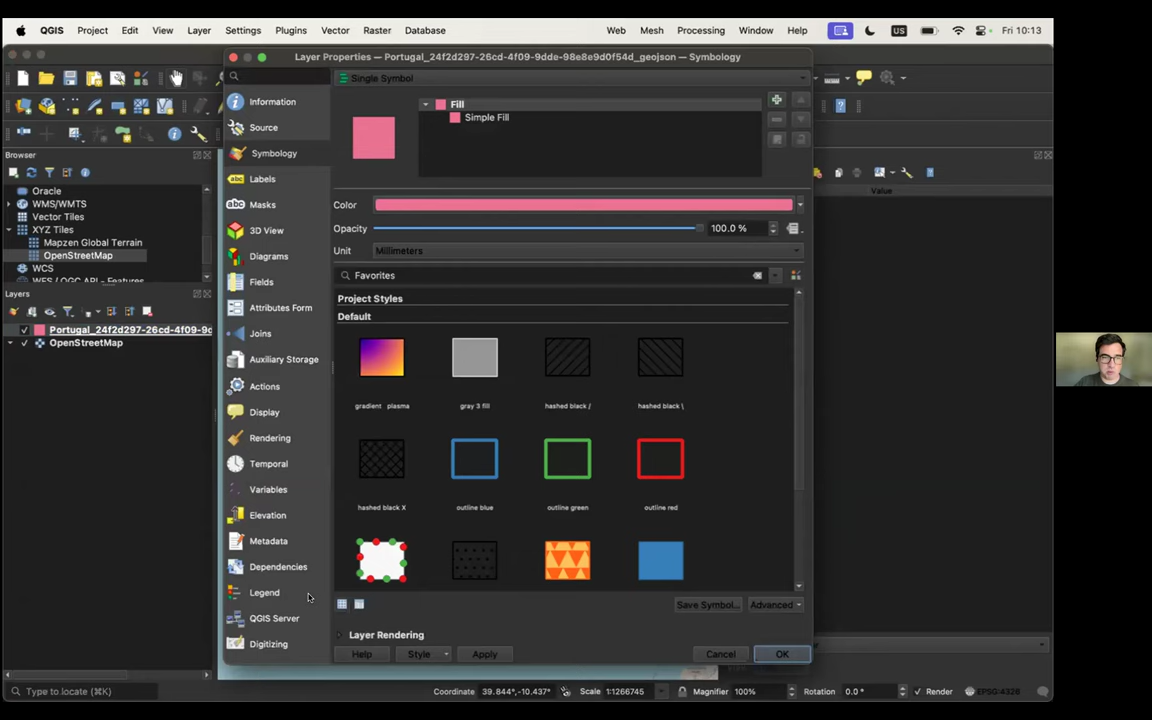 QGIS Project Edit View Layer Settings Plugins Vector Raster Database Web Mesh Processing Window Help US Fri 10:13
Layer Properties — Portugal_24f2d297-26cd-4f09-9dde-98e8e9d0f54d_geojson — Symbology
Information
Source
Symbology
Labels
Masks
3D View
Diagrams
Fields
Attributes Form
Joins
Auxiliary Storage
Actions
Display
Rendering
Temporal
Variables
Elevation
Metadata
Dependencies
Legend
QGIS Server
Digitizing
Single Symbol
Fill
Simple Fill
Color
Opacity 100.0 %
Unit Millimeters
Favorites
Project Styles
Default
gradient plasma
gray 3 fill
hashed black /
hashed black \
hashed black X
outline blue
outline green
outline red
Save Symbol...
Advanced
Layer Rendering
Help Style Apply Cancel OK
Browser
Oracle
WMS/WMTS
Vector Tiles
XYZ Tiles
Mapzen Global Terrain
OpenStreetMap
WCS
WFS / OGC API - Features
Layers
Portugal_24f2d297-26cd-4f09-9d
OpenStreetMap
Value
Type to locate (⌘K)
Coordinate 39.844°,-10.437°
Scale 1:1266745
Magnifier 100%
Rotation 0.0 °
Render
EPSG:4326